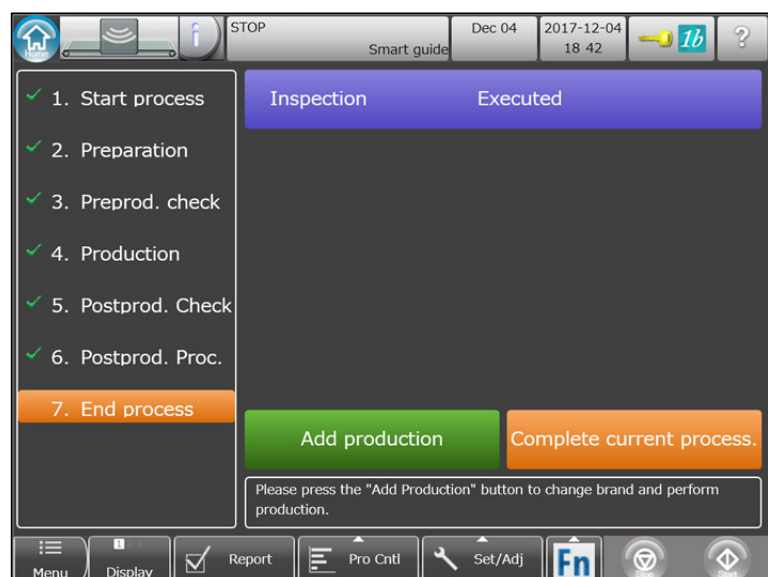 Home
i
STOP
Smart guide
Dec 04
2017-12-04
18 42
1b
?
1. Start process
2. Preparation
3. Preprod. check
4. Production
5. Postprod. Check
6. Postprod. Proc.
7. End process
Inspection Executed
Add production
Complete current process.
Please press the "Add Production" button to change brand and perform
production.
Menu
1 2 3
Display
Report
Pro Cntl
Set/Adj
Fn
Stop
Start